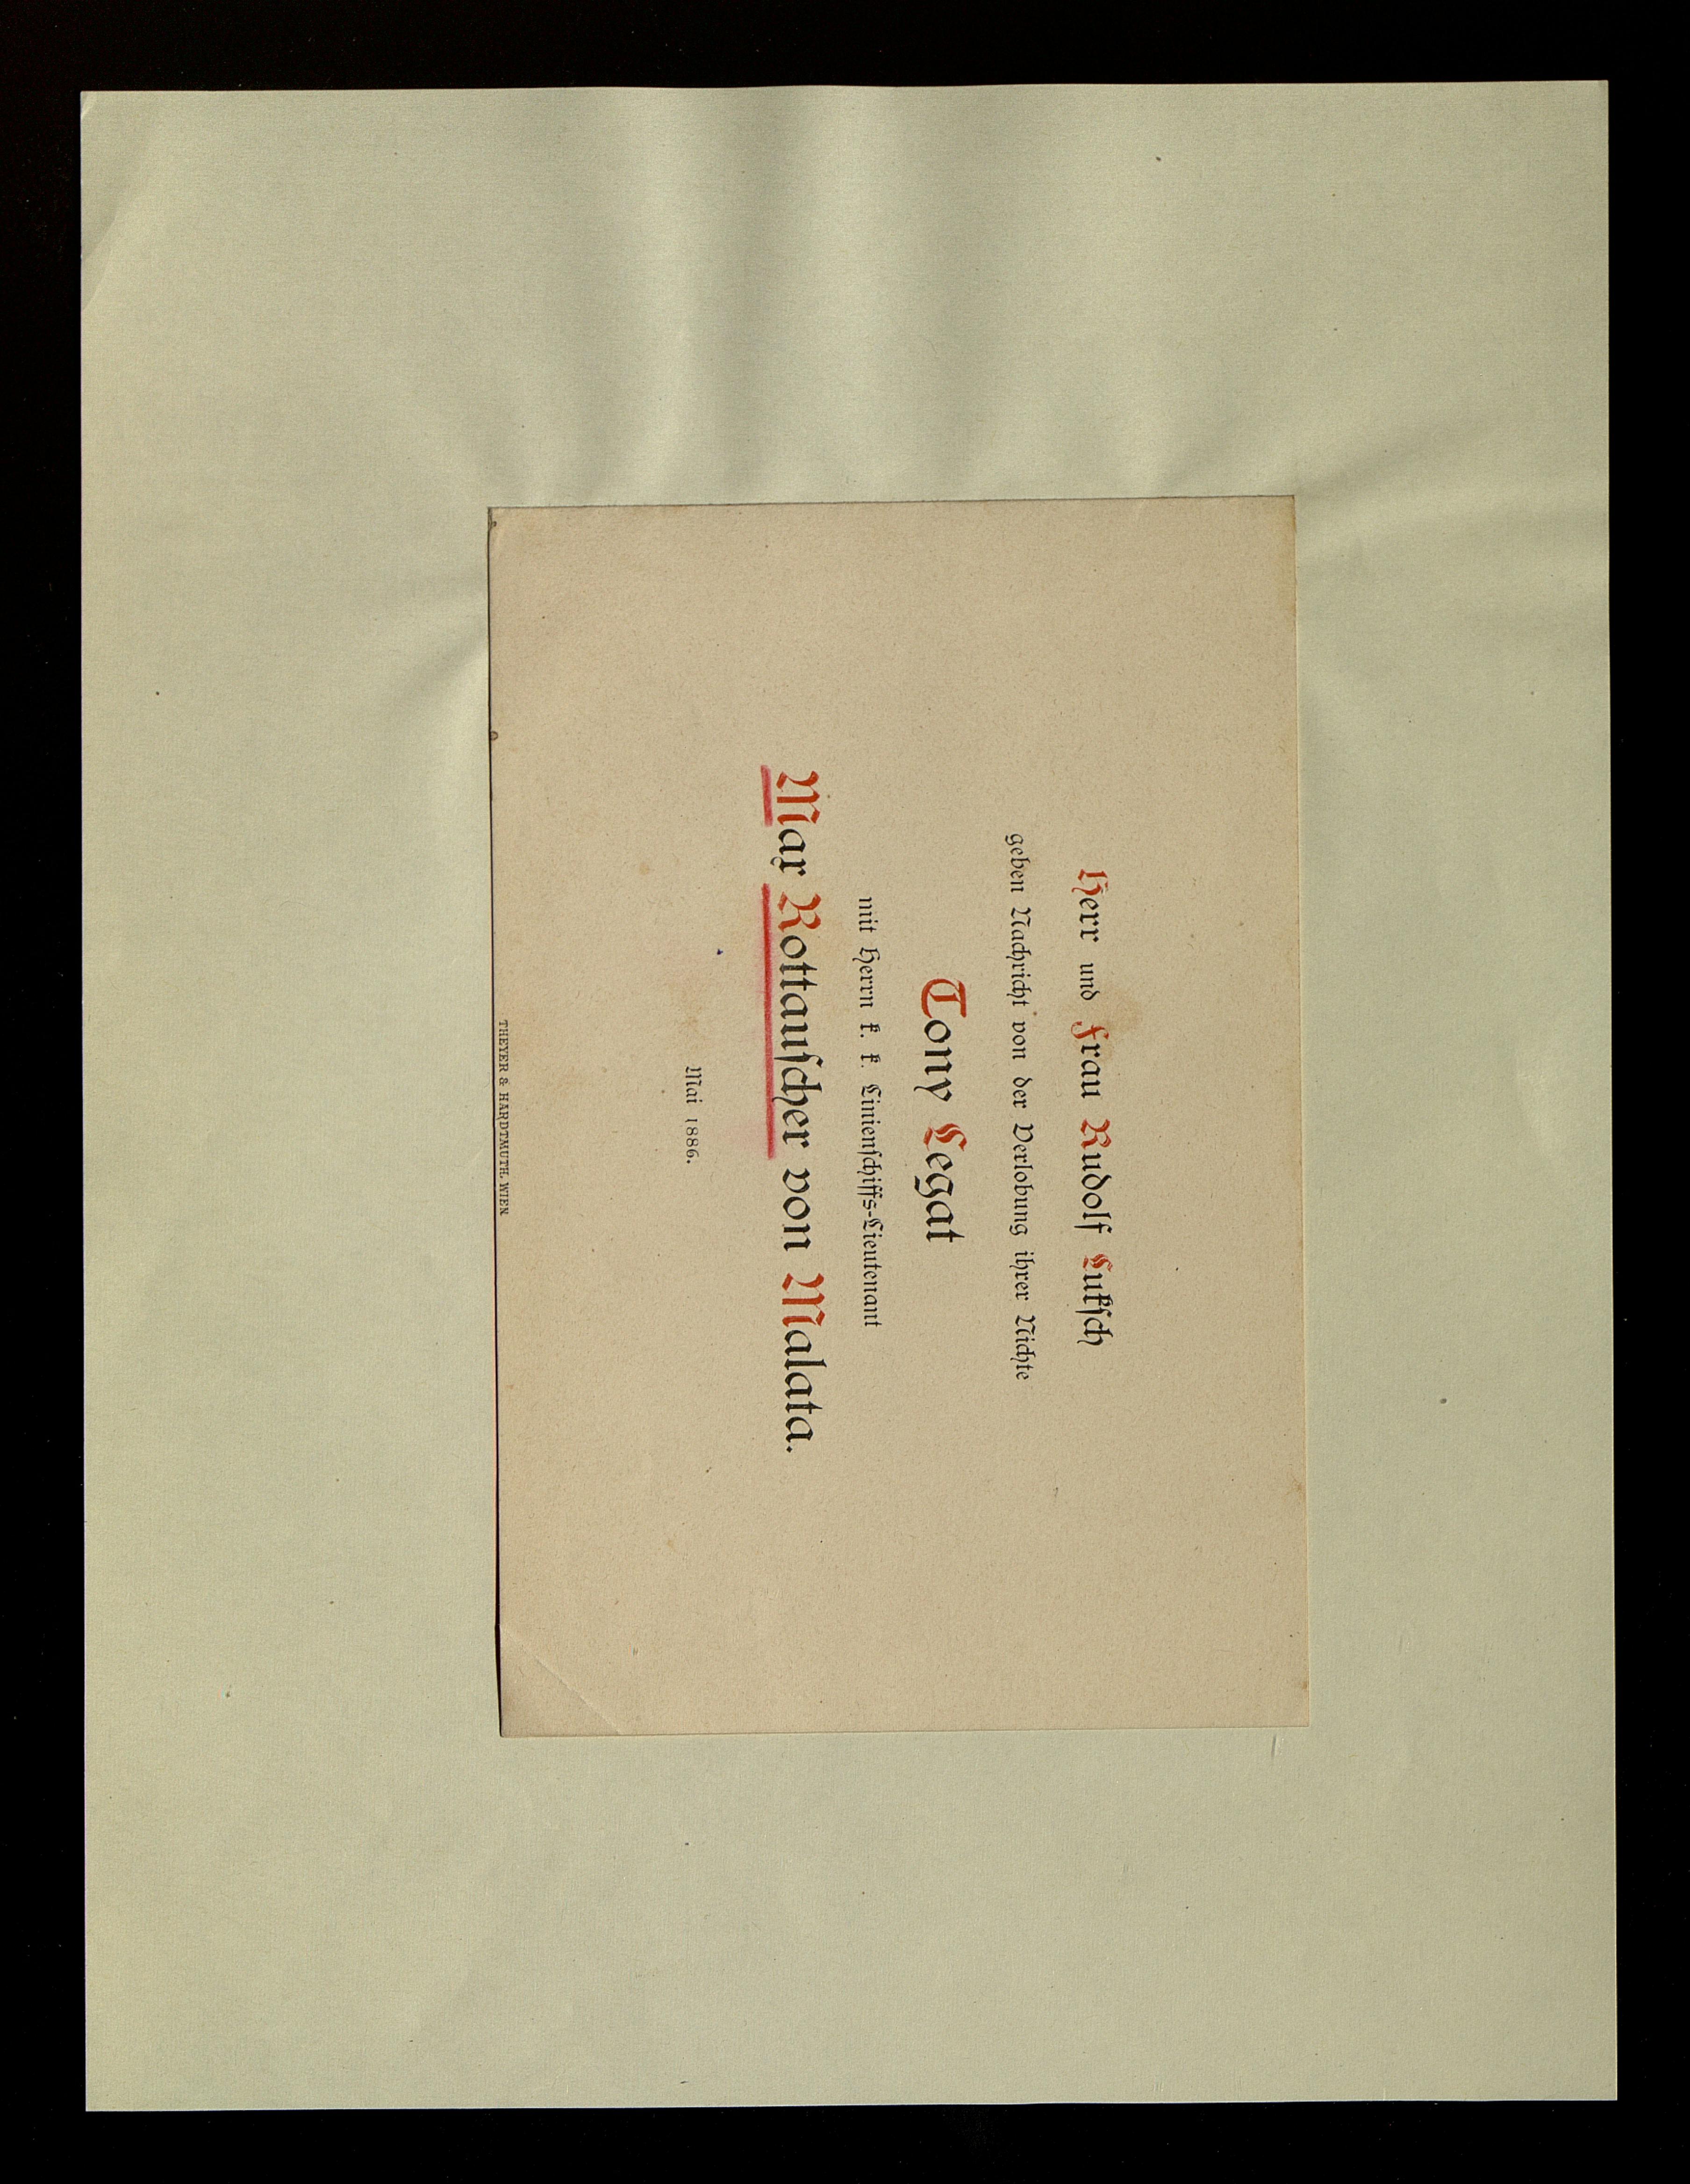 Herr und Frau Rudolf Luksch
geben Nachricht von der Verlobung ihrer Nichte
Tony Legat
mit Herrn k. k. Linienschiffs-Lieutenant
Max Rottauscher von Malata.
Mai 1886.
THEYER & HARDTMUTH, WIEN